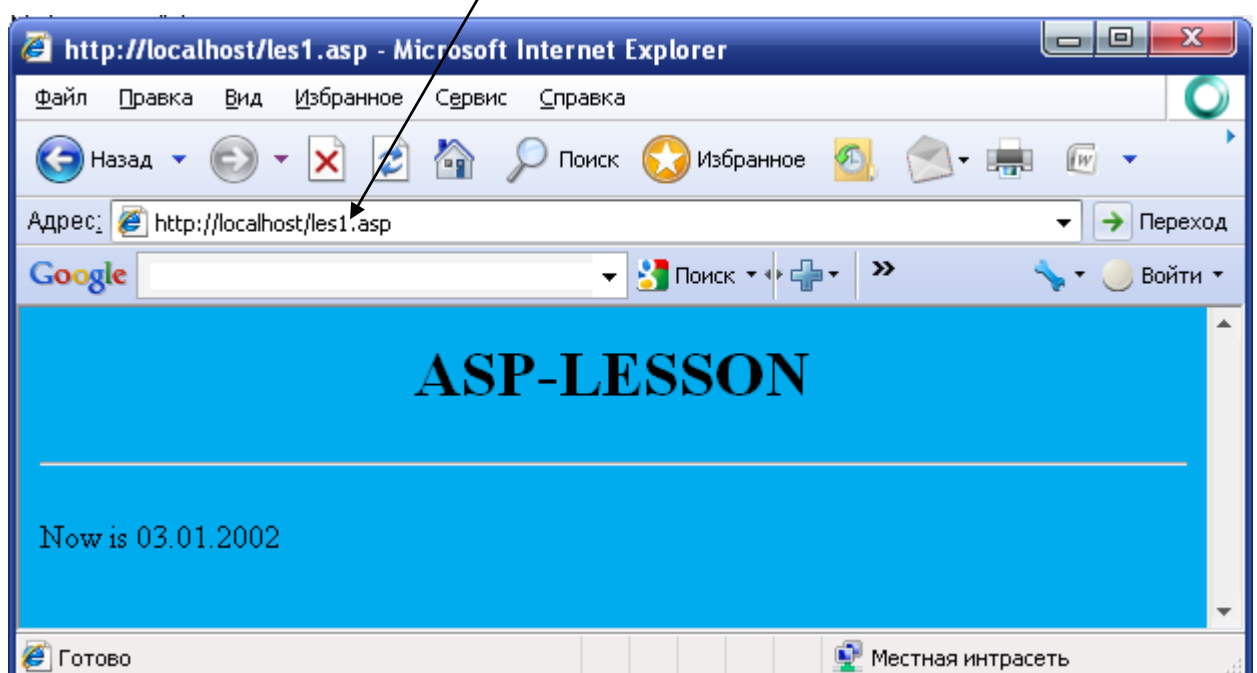 http://localhost/les1.asp - Microsoft Internet Explorer
Файл Правка Вид Избранное Сервис Справка
Назад Поиск Избранное
Адрес: http://localhost/les1.asp Переход
Google Поиск Войти
ASP-LESSON
Now is 03.01.2002
Готово Местная интрасеть